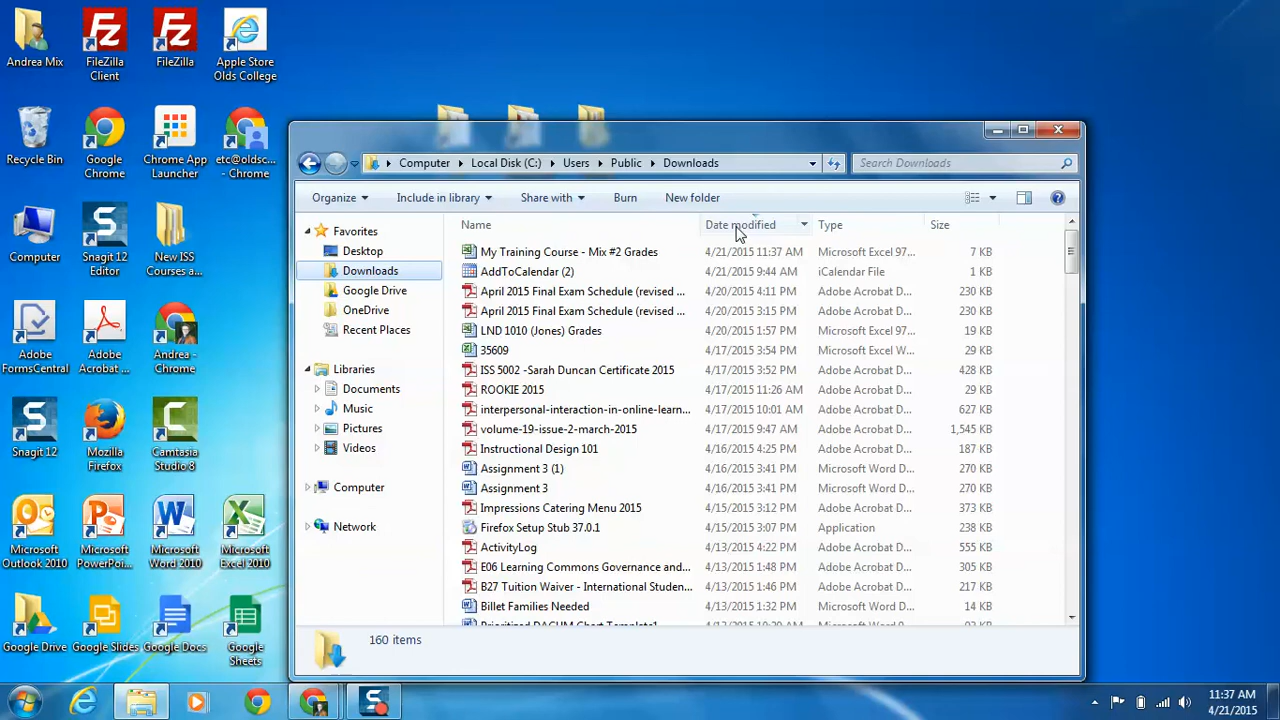 Andrea Mix
FileZilla Client
FileZilla
Apple Store Olds College
Recycle Bin
Google Chrome
Chrome App Launcher
etc@oldsc... - Chrome
Computer
Snagit 12 Editor
New ISS Courses a...
Adobe FormsCentral
Adobe Acrobat ...
Andrea - Chrome
Snagit 12
Mozilla Firefox
Camtasia Studio 8
Microsoft Outlook 2010
Microsoft PowerPoi...
Microsoft Word 2010
Microsoft Excel 2010
Google Drive
Google Slides
Google Docs
Google Sheets
Computer Local Disk (C:) Users Public Downloads
Search Downloads
Organize Include in library Share with Burn New folder
Favorites
Desktop
Downloads
Google Drive
OneDrive
Recent Places
Libraries
Documents
Music
Pictures
Videos
Computer
Network
Name Date modified Type Size
My Training Course - Mix #2 Grades 4/21/2015 11:37 AM Microsoft Excel 97... 7 KB
AddToCalendar (2) 4/21/2015 9:44 AM iCalendar File 1 KB
April 2015 Final Exam Schedule (revised ... 4/20/2015 4:11 PM Adobe Acrobat D... 230 KB
April 2015 Final Exam Schedule (revised ... 4/20/2015 3:15 PM Adobe Acrobat D... 230 KB
LND 1010 (Jones) Grades 4/20/2015 1:57 PM Microsoft Excel 97... 19 KB
35609 4/17/2015 3:54 PM Microsoft Excel W... 29 KB
ISS 5002 -Sarah Duncan Certificate 2015 4/17/2015 3:52 PM Adobe Acrobat D... 428 KB
ROOKIE 2015 4/17/2015 11:26 AM Adobe Acrobat D... 29 KB
interpersonal-interaction-in-online-learn... 4/17/2015 10:01 AM Adobe Acrobat D... 627 KB
volume-19-issue-2-march-2015 4/17/2015 9:47 AM Adobe Acrobat D... 1,545 KB
Instructional Design 101 4/16/2015 4:25 PM Adobe Acrobat D... 187 KB
Assignment 3 (1) 4/16/2015 3:41 PM Microsoft Word D... 270 KB
Assignment 3 4/16/2015 3:41 PM Microsoft Word D... 270 KB
Impressions Catering Menu 2015 4/15/2015 3:12 PM Adobe Acrobat D... 373 KB
Firefox Setup Stub 37.0.1 4/15/2015 3:07 PM Application 238 KB
ActivityLog 4/13/2015 4:22 PM Adobe Acrobat D... 555 KB
E06 Learning Commons Governance and... 4/13/2015 1:48 PM Adobe Acrobat D... 305 KB
B27 Tuition Waiver - International Studen... 4/13/2015 1:46 PM Adobe Acrobat D... 217 KB
Billet Families Needed 4/13/2015 1:32 PM Microsoft Word D... 14 KB
160 items
11:37 AM
4/21/2015